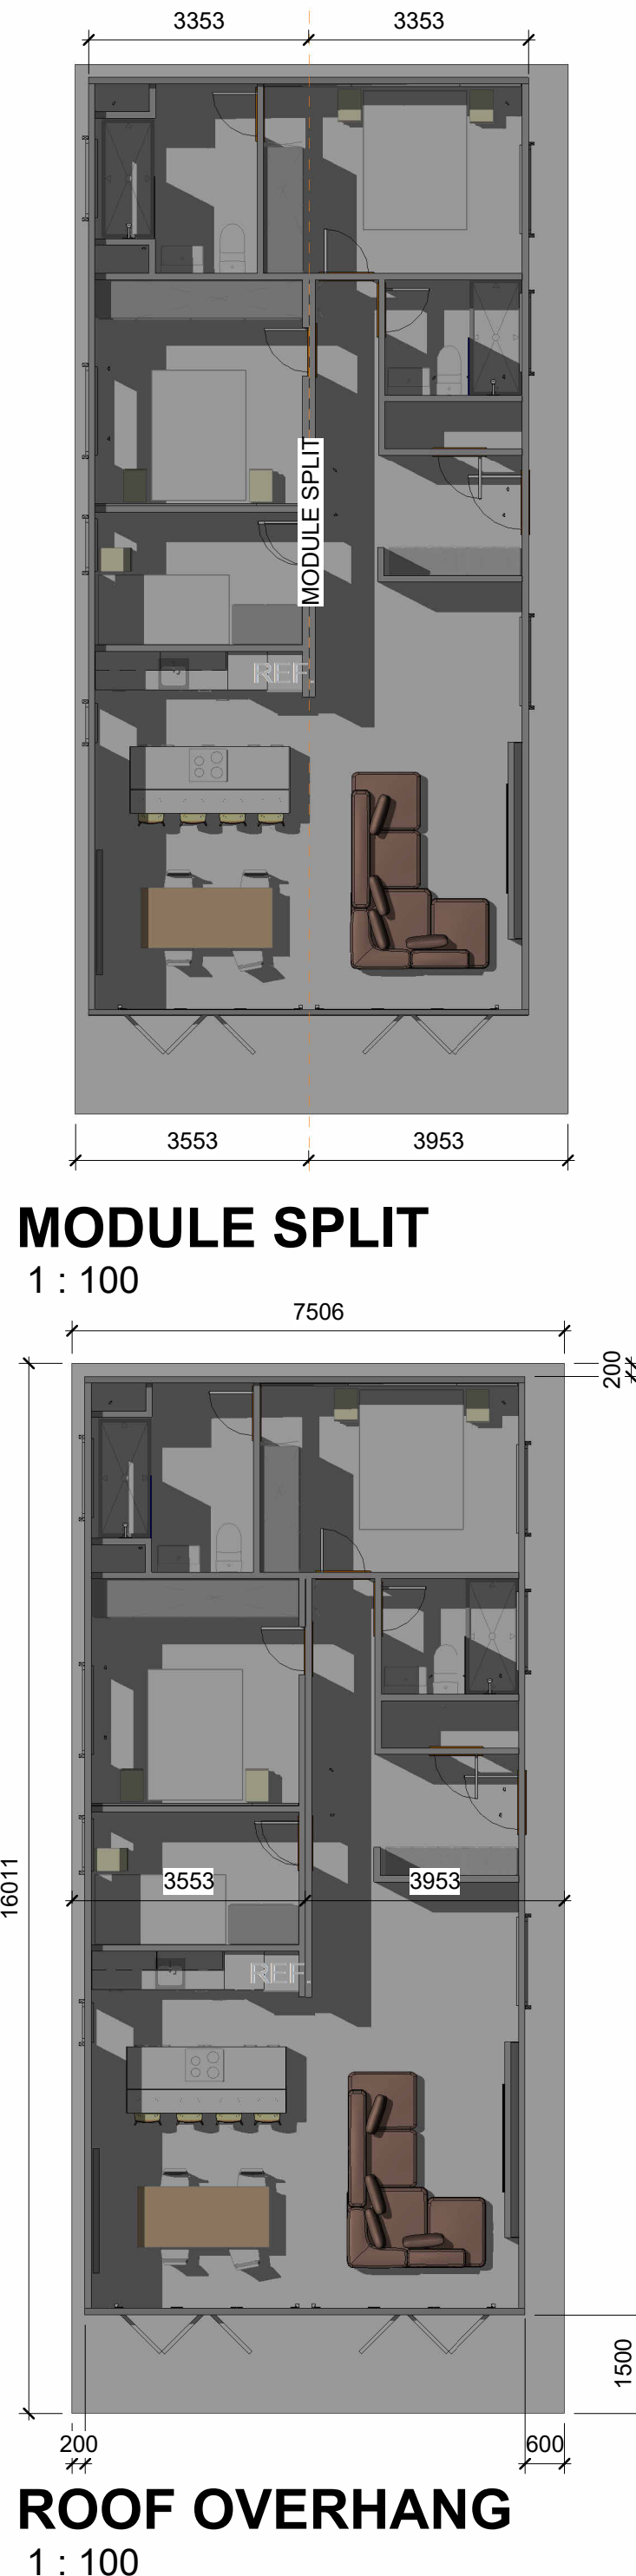 3353 3353
MODULE SPLIT
REF.
3553 3953
MODULE SPLIT
1 : 100
7506
200
16011
3553 3953
REF.
1500
200 600
ROOF OVERHANG
1 : 100